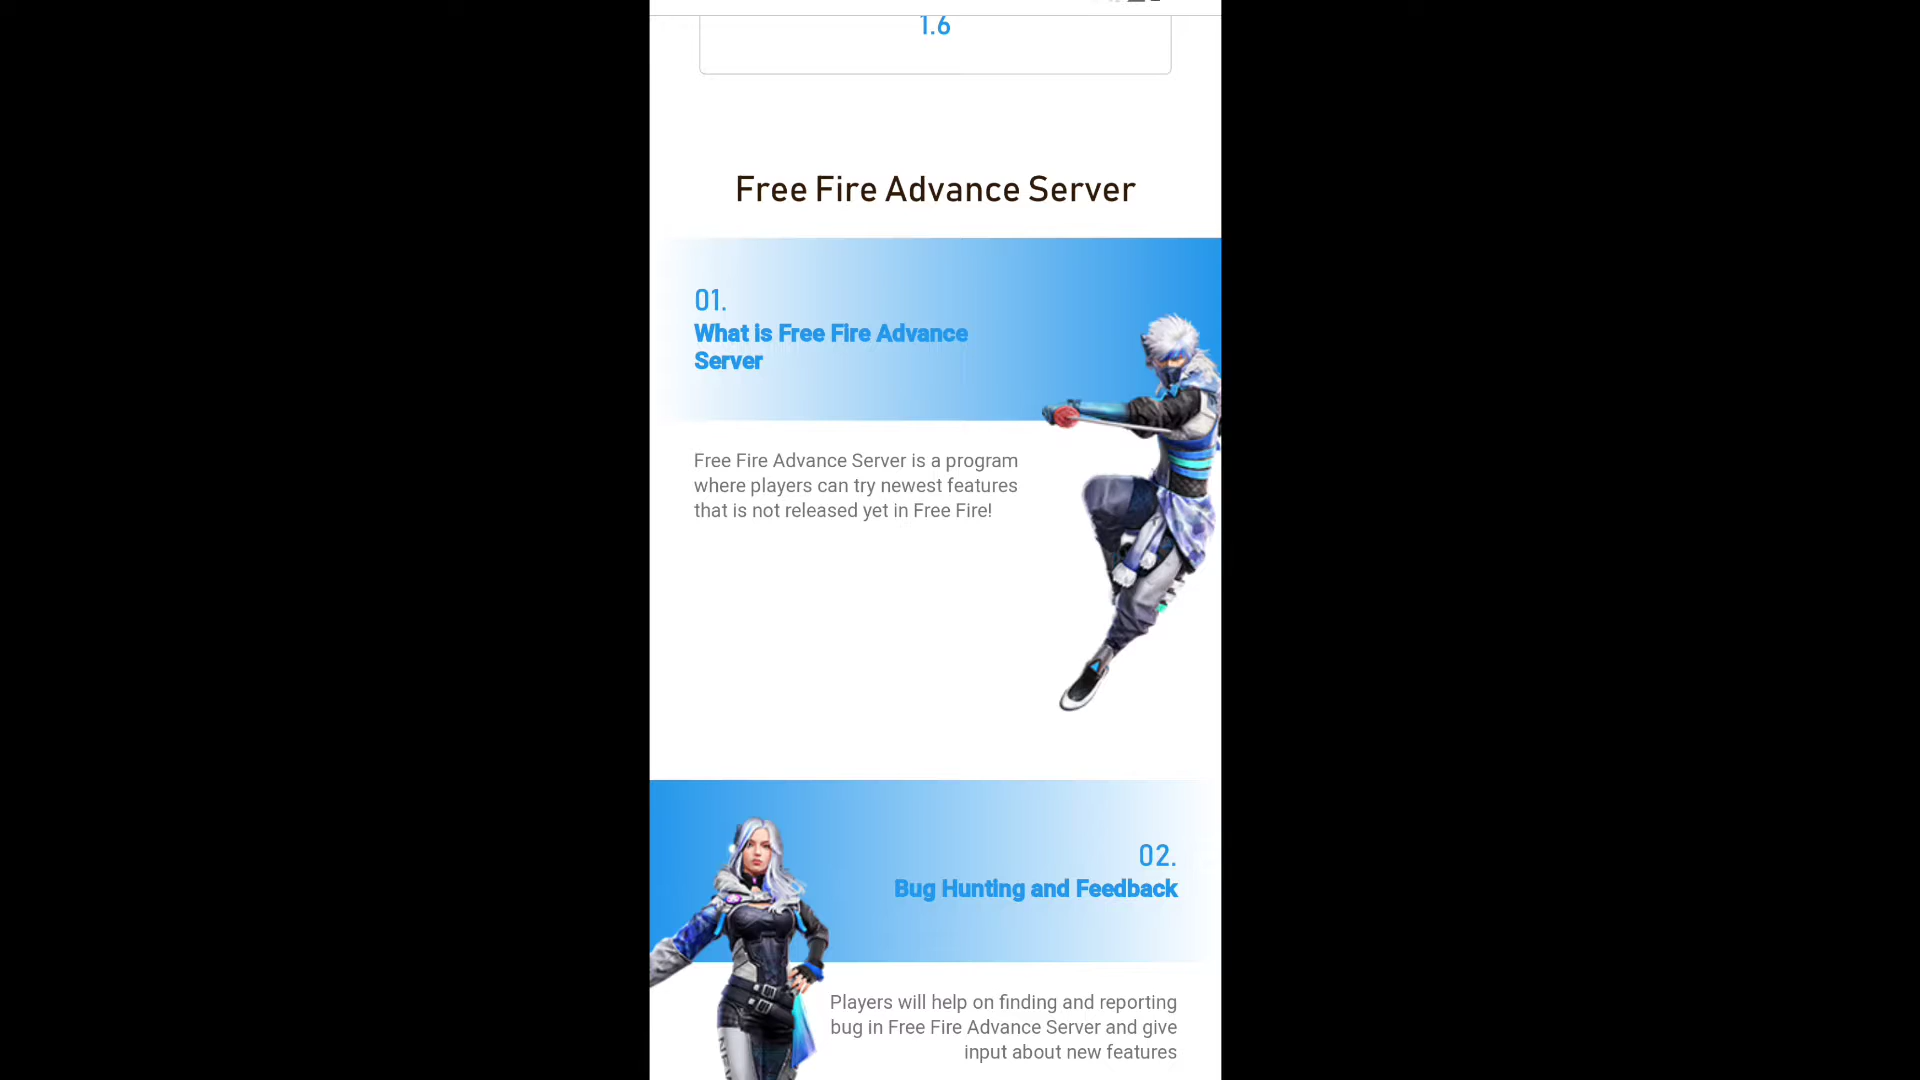 1.6
Free Fire Advance Server
01.
What is Free Fire Advance
Server
Free Fire Advance Server is a program
where players can try newest features
that is not released yet in Free Fire!
02.
Bug Hunting and Feedback
Players will help on finding and reporting
bug in Free Fire Advance Server and give
input about new features